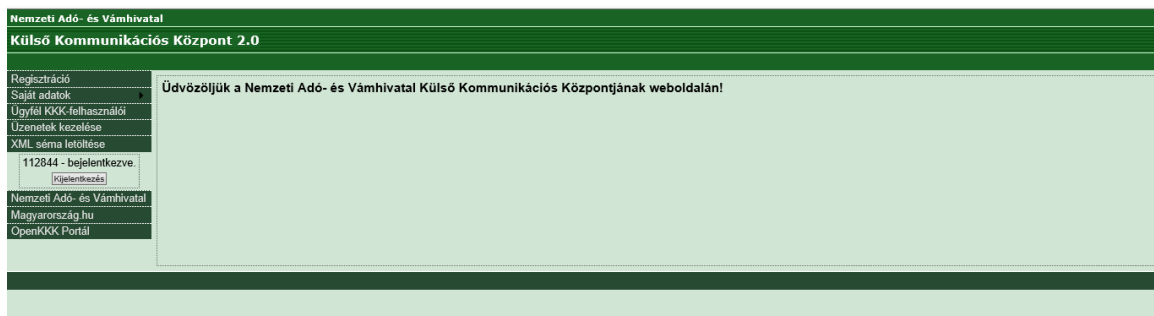 Nemzeti Adó- és Vámhivatal
Külső Kommunikációs Központ 2.0
Regisztráció
Saját adatok
Ügyfél KKK-felhasználói
Üzenetek kezelése
XML séma letöltése
112844 - bejelentkezve.
Kijelentkezés
Nemzeti Adó- és Vámhivatal
Magyarország.hu
OpenKKK Portál
Üdvözöljük a Nemzeti Adó- és Vámhivatal Külső Kommunikációs Központjának weboldalán!